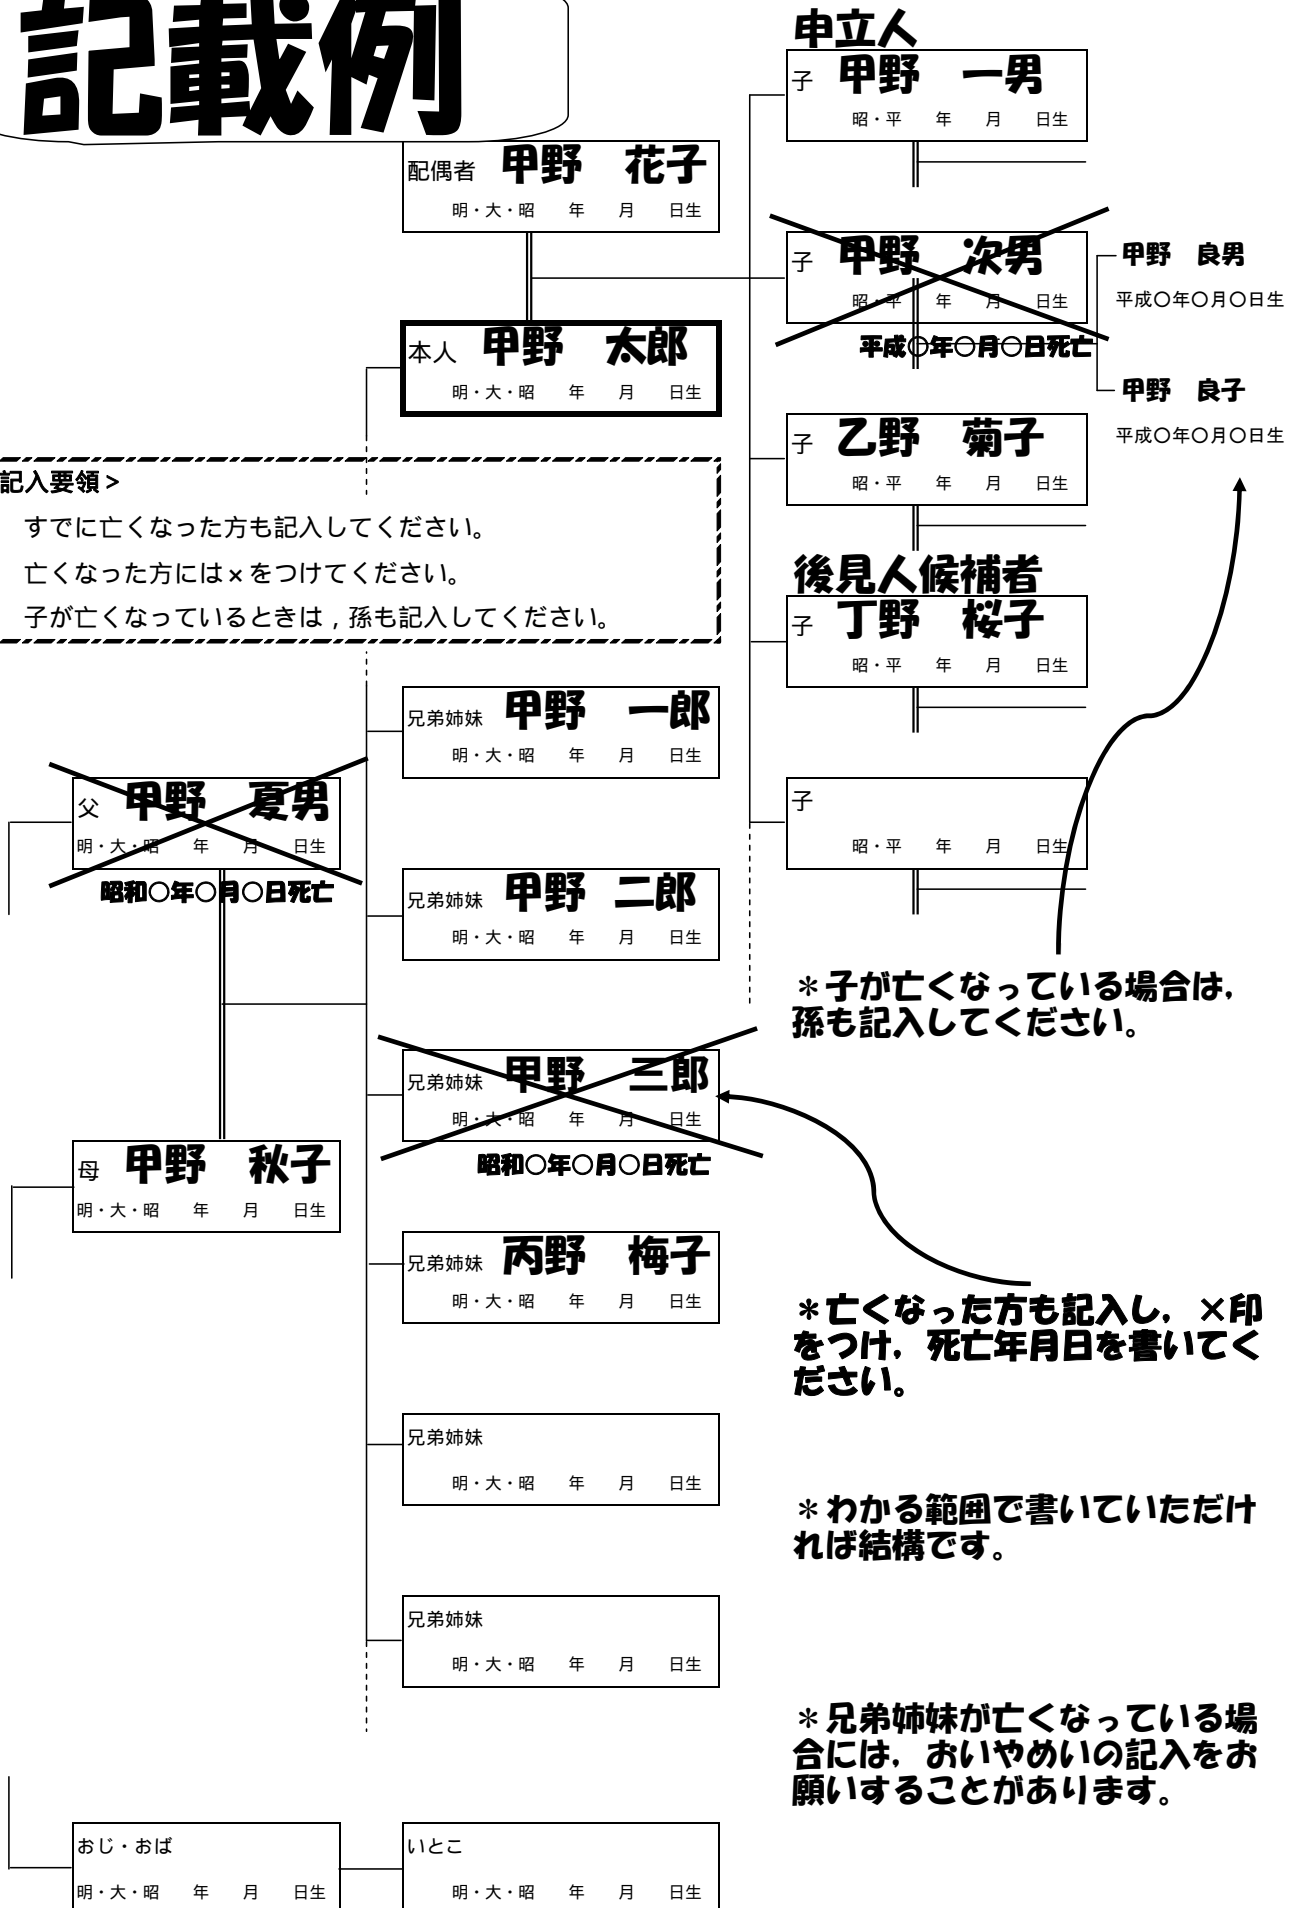 記載例
申立人
子 甲野 一男
昭・平 年 月 日生
配偶者 甲野 花子
明・大・昭 年 月 日生
子 甲野 次男
昭・平 年 月 日生
平成○年○月○日死亡
甲野 良男
平成○年○月○日生
甲野 良子
平成○年○月○日生
本人 甲野 太郎
明・大・昭 年 月 日生
子 乙野 菊子
昭・平 年 月 日生
記入要領>
すでに亡くなった方も記入してください。
亡くなった方には×をつけてください。
子が亡くなっているときは,孫も記入してください。
後見人候補者
子 丁野 桜子
昭・平 年 月 日生
兄弟姉妹 甲野 一郎
明・大・昭 年 月 日生
父 甲野 夏男
明・大・昭 年 月 日生
昭和○年○月○日死亡
子
昭・平 年 月 日生
兄弟姉妹 甲野 二郎
明・大・昭 年 月 日生
*子が亡くなっている場合は,
孫も記入してください。
兄弟姉妹 甲野 三郎
明・大・昭 年 月 日生
昭和○年○月○日死亡
母 甲野 秋子
明・大・昭 年 月 日生
兄弟姉妹 丙野 梅子
明・大・昭 年 月 日生
*亡くなった方も記入し,×印
をつけ,死亡年月日を書いてく
ださい。
兄弟姉妹
明・大・昭 年 月 日生
*わかる範囲で書いていただけ
れば結構です。
兄弟姉妹
明・大・昭 年 月 日生
*兄弟姉妹が亡くなっている場
合には,おいやめいの記入をお
願いすることがあります。
おじ・おば
明・大・昭 年 月 日生
いとこ
明・大・昭 年 月 日生